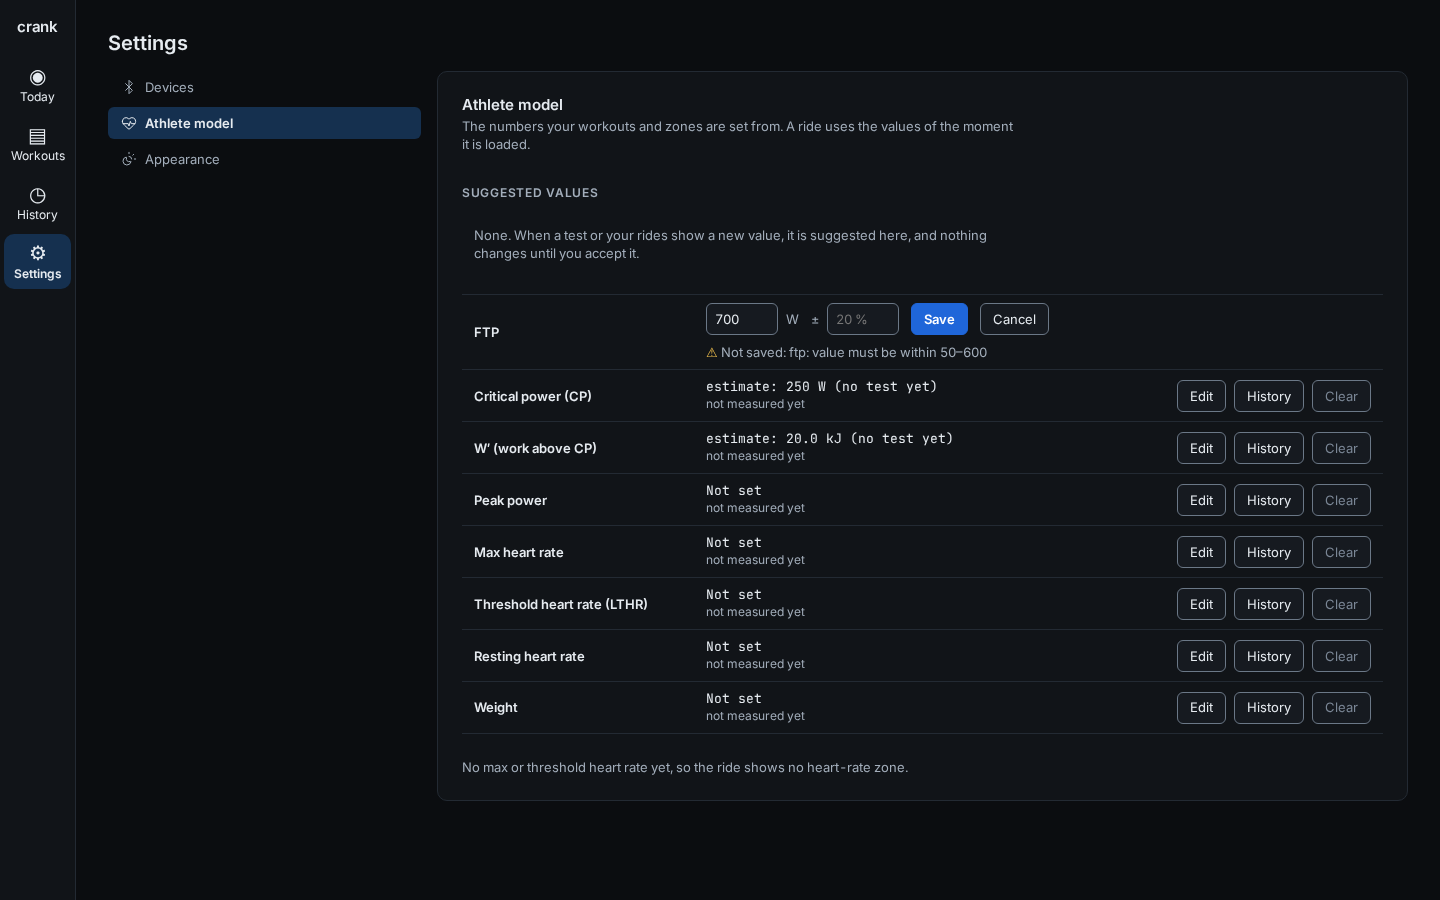 crank
Today
Workouts
History
Settings
Settings
Devices
Athlete model
Appearance
Athlete model
The numbers your workouts and zones are set from. A ride uses the values of the moment
it is loaded.
SUGGESTED VALUES
None. When a test or your rides show a new value, it is suggested here, and nothing
changes until you accept it.
FTP 700 W ± 20 % Save Cancel
⚠ Not saved: ftp: value must be within 50–600
Critical power (CP) estimate: 250 W (no test yet) Edit History Clear
not measured yet
W′ (work above CP) estimate: 20.0 kJ (no test yet) Edit History Clear
not measured yet
Peak power Not set Edit History Clear
not measured yet
Max heart rate Not set Edit History Clear
not measured yet
Threshold heart rate (LTHR) Not set Edit History Clear
not measured yet
Resting heart rate Not set Edit History Clear
not measured yet
Weight Not set Edit History Clear
not measured yet
No max or threshold heart rate yet, so the ride shows no heart-rate zone.